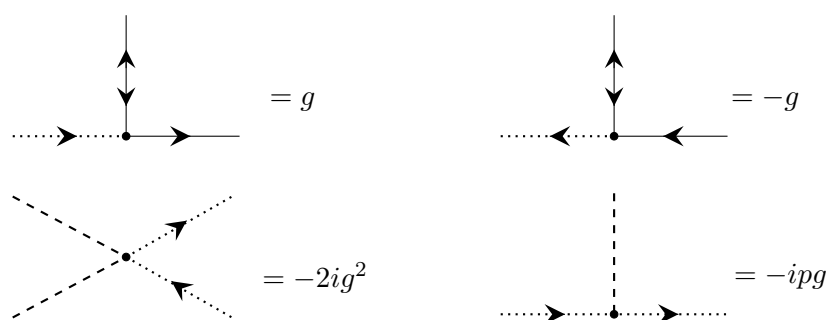 = g
= −g
= −2ig²
= −ipg